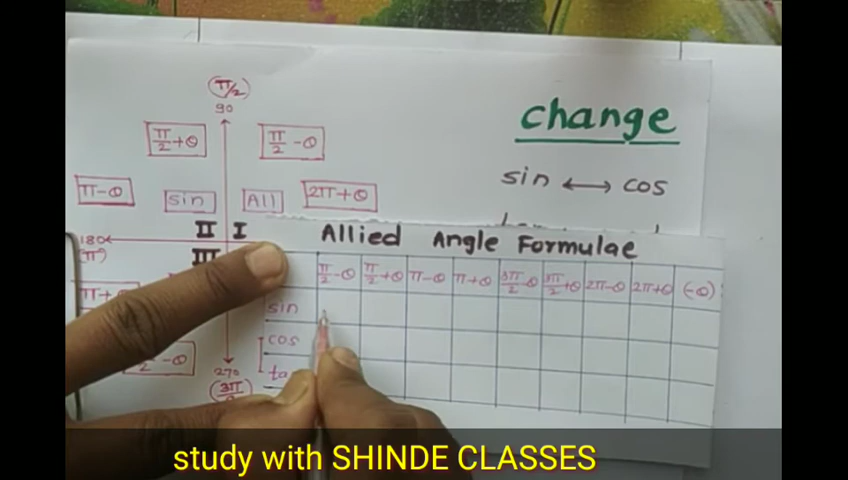 (π/2)
90
π/2+θ
π/2-θ
π-θ
sin
All
2π+θ
II I
180
(π)
III
π+
-θ
270
change
sin ↔ cos
Allied Angle Formulae
π/2-θ π/2+θ π-θ π+θ 3π/2-θ 3π/2+θ 2π-θ 2π+θ (-θ)
sin
cos
study with SHINDE CLASSES